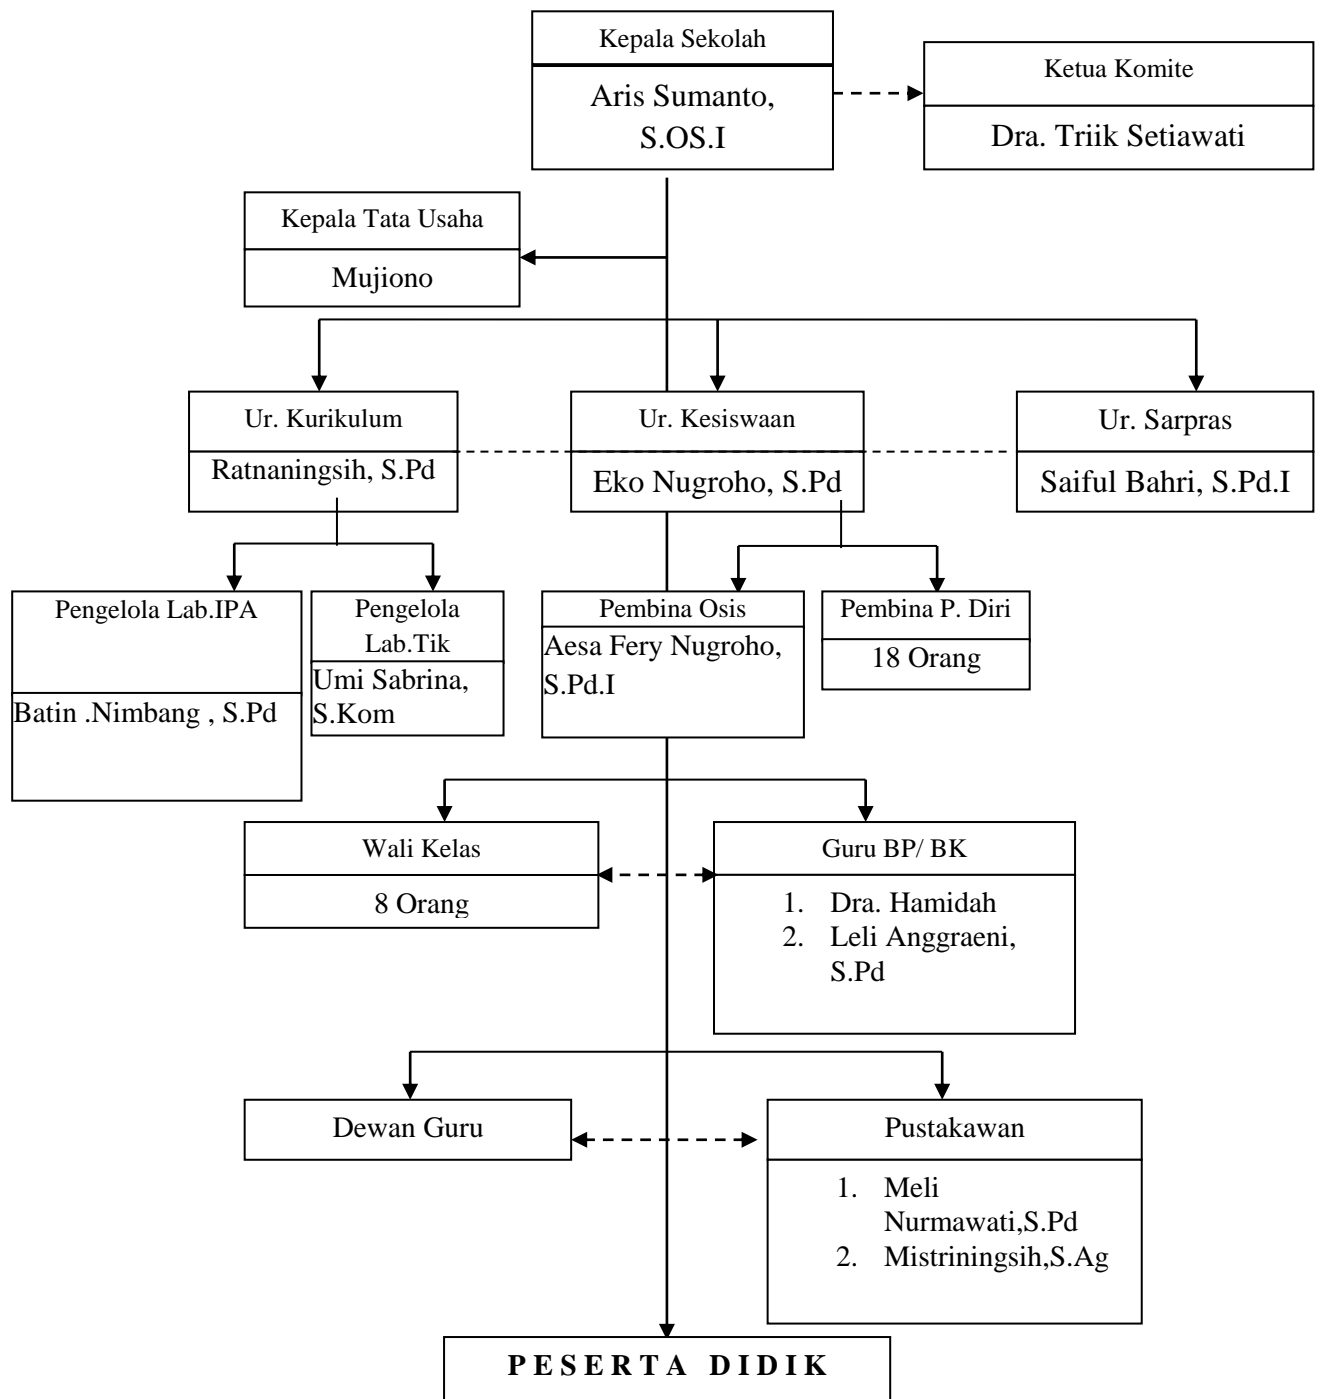 Kepala Sekolah
Aris Sumanto,
S.OS.I
Ketua Komite
Dra. Triik Setiawati
Kepala Tata Usaha
Mujiono
Ur. Kurikulum
Ratnaningsih, S.Pd
Ur. Kesiswaan
Eko Nugroho, S.Pd
Ur. Sarpras
Saiful Bahri, S.Pd.I
Pengelola Lab.IPA
Batin .Nimbang , S.Pd
Pengelola
Lab.Tik
Umi Sabrina,
S.Kom
Pembina Osis
Aesa Fery Nugroho,
S.Pd.I
Pembina P. Diri
18 Orang
Wali Kelas
8 Orang
Guru BP/ BK
1. Dra. Hamidah
2. Leli Anggraeni,
S.Pd
Dewan Guru
Pustakawan
1. Meli
Nurmawati,S.Pd
2. Mistriningsih,S.Ag
PESERTA DIDIK